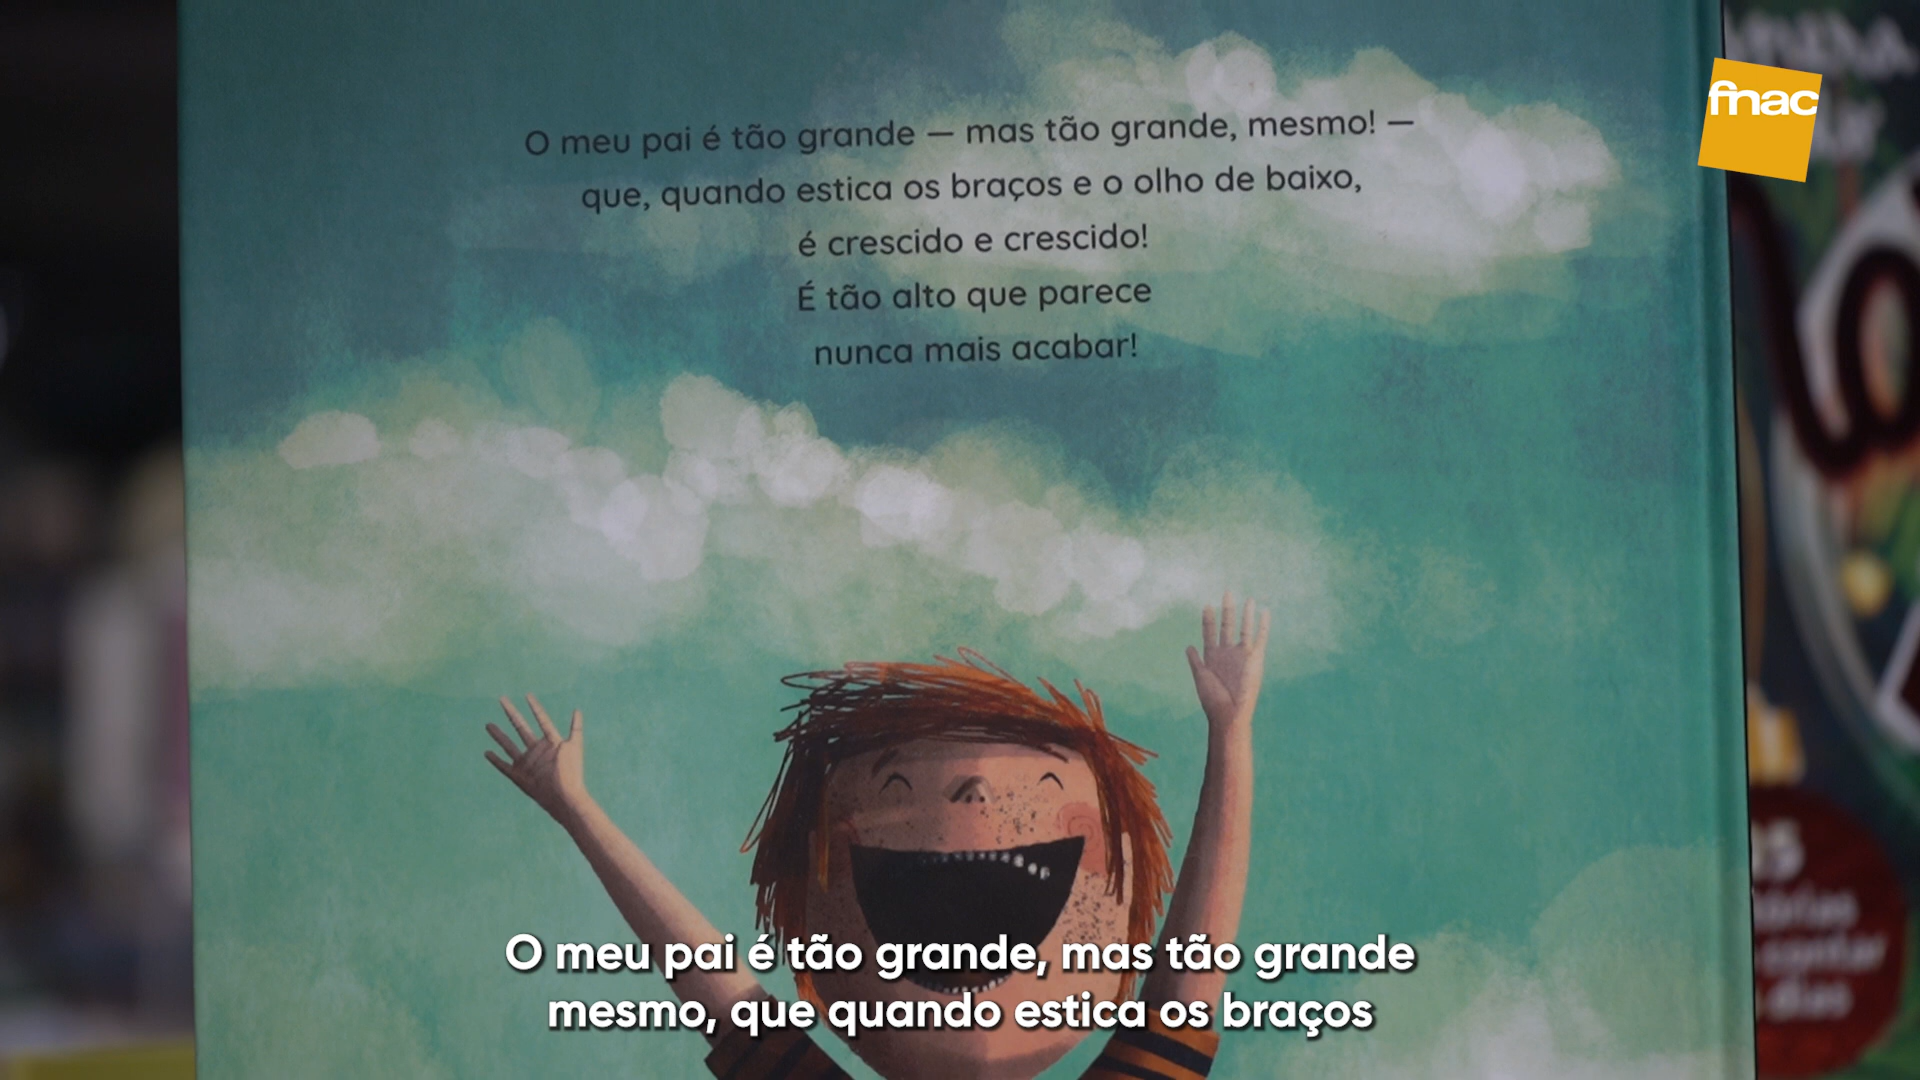 O meu pai é tão grande — mas tão grande, mesmo! —
que, quando estica os braços e o olho de baixo,
é crescido e crescido!
É tão alto que parece
nunca mais acabar!
fnac
O meu pai é tão grande, mas tão grande
mesmo, que quando estica os braços